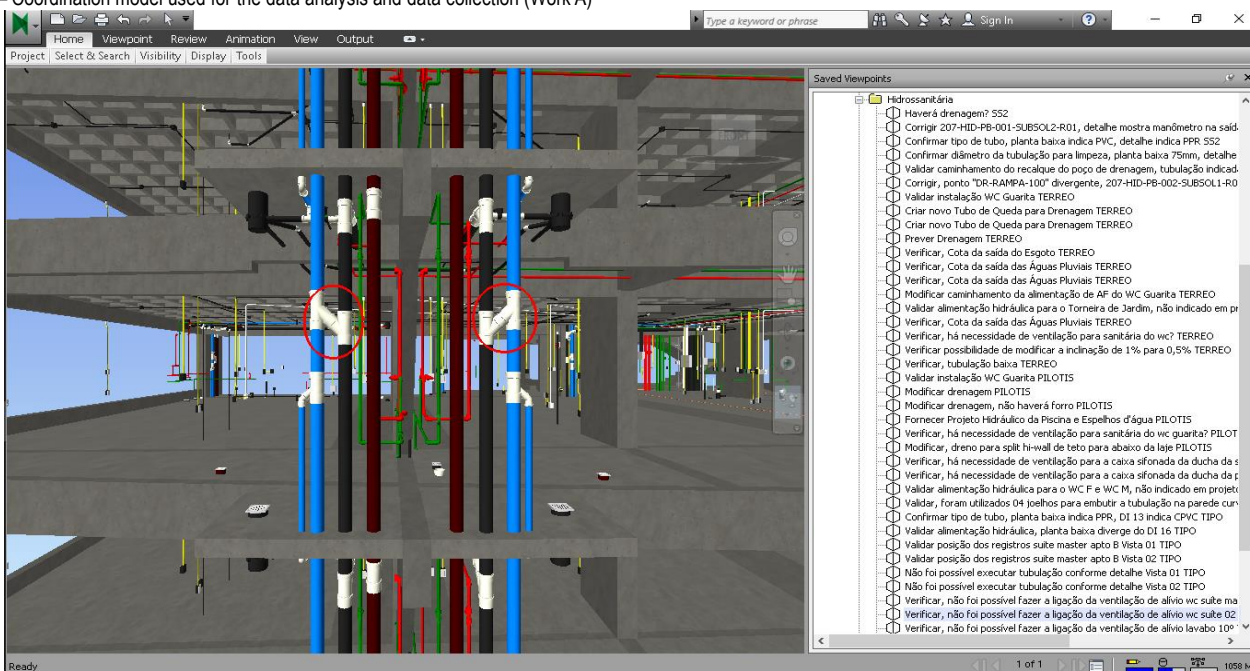 Coordination model used for the data analysis and data collection (Work A)
Type a keyword or phrase
Sign In
Home Viewpoint Review Animation View Output
Project Select & Search Visibility Display Tools
Saved Viewpoints
Hidrossanitária
Haverá drenagem? SS2
Corrigir 207-HID-PB-001-SUBSOL2-R01, detalhe mostra manômetro na saíd
Confirmar tipo de tubo, planta baixa indica PVC, detalhe indica PPR SS2
Confirmar diâmetro da tubulação para limpeza, planta baixa 75mm, detalhe
Validar caminhamento do recalque do poço de drenagem, tubulação indicad
Corrigir, ponto "DR-RAMPA-100" divergente, 207-HID-PB-002-SUBSOL1-R0
Validar instalação WC Guarita TERREO
Criar novo Tubo de Queda para Drenagem TERREO
Criar novo Tubo de Queda para Drenagem TERREO
Prever Drenagem TERREO
Verificar, Cota da saída do Esgoto TERREO
Verificar, Cota da saída das Águas Pluviais TERREO
Verificar, Cota da saída das Águas Pluviais TERREO
Modificar caminhamento da alimentação de AF do WC Guarita TERREO
Validar alimentação hidráulica para o Torneira de Jardim, não indicado em pr
Verificar, Cota da saída das Águas Pluviais TERREO
Verificar, há necessidade de ventilação para sanitária do wc? TERREO
Verificar possibilidade de modificar a inclinação de 1% para 0,5% TERREO
Verificar, tubulação baixa TERREO
Validar instalação WC Guarita PILOTIS
Modificar drenagem PILOTIS
Modificar drenagem, não haverá forro PILOTIS
Fornecer Projeto Hidráulico da Piscina e Espelhos d'água PILOTIS
Verificar, há necessidade de ventilação para sanitária do wc guarita? PILOT
Modificar, dreno para split hi-wall de teto para abaixo da laje PILOTIS
Verificar, há necessidade de ventilação para a caixa sifonada da ducha da s
Verificar, há necessidade de ventilação para a caixa sifonada da ducha da p
Validar alimentação hidráulica para o WC F e WC M, não indicado em projeto
Validar, foram utilizados 04 joelhos para embutir a tubulação na parede cur
Confirmar tipo de tubo, planta baixa indica PPR, DI 13 indica CPVC TIPO
Validar alimentação hidráulica, planta baixa diverge do DI 16 TIPO
Validar posição dos registros suite master apto B Vista 01 TIPO
Validar posição dos registros suite master apto B Vista 02 TIPO
Não foi possível executar tubulação conforme detalhe Vista 01 TIPO
Não foi possível executar tubulação conforme detalhe Vista 02 TIPO
Verificar, não foi possível fazer a ligação da ventilação de alívio wc suíte ma
Verificar, não foi possível fazer a ligação da ventilação de alívio wc suíte 02
Verificar, não foi possível fazer a ligação da ventilação de alívio lavabo 10º
Ready
1 of 1
1058